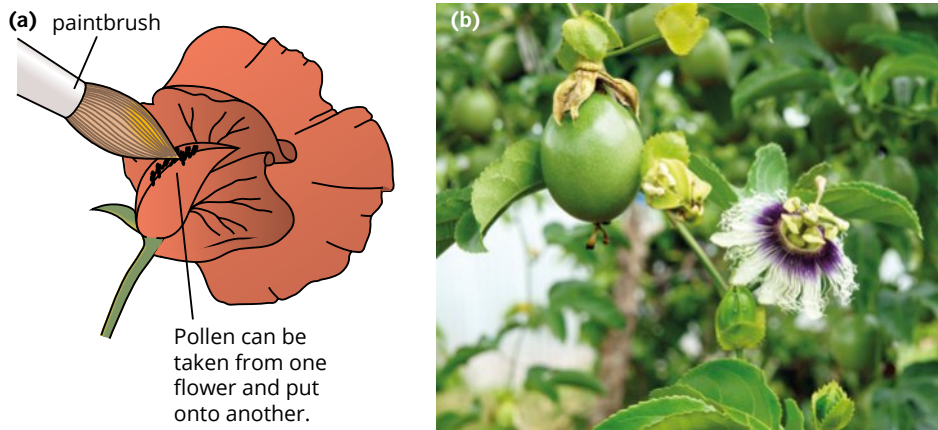 (a) paintbrush
Pollen can be
taken from one
flower and put
onto another.
(b)